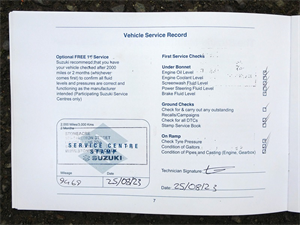 Vehicle Service Record
Optional FREE 1st Service
Suzuki recommend that you have
your vehicle checked after 2000
miles or 2 months (whichever
comes first) to confirm all fluid
levels and pressures are correct and
functioning as the manufacturer
intended (Participating Suzuki Service
Centres only)
SERVICE CENTRE
STAMP
SUZUKI
Mileage
Date
9469
25/08/23
First Service Checks
Under Bonnet
Engine Oil Level
Engine Coolant Level
Screenwash Fluid Level
Power Steering Fluid Level
Brake Fluid Level
Ground Checks
Check for & carry out any outstanding
Recalls/Campaigns
Check for all DTCs
Stamp Service Book
On Ramp
Check Tyre Pressure
Condition of Gaitors
Condition of Pipes and Casing (Engine, Gearbox)
Technician Signature
Date 25/08/23
7